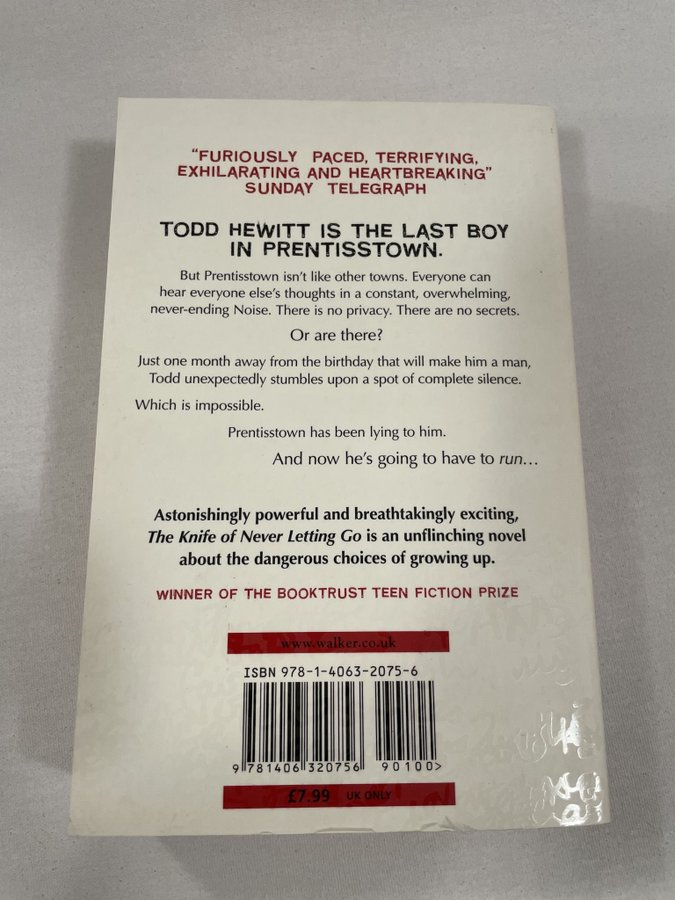 “FURIOUSLY PACED, TERRIFYING,
EXHILARATING AND HEARTBREAKING”
SUNDAY TELEGRAPH
TODD HEWITT IS THE LAST BOY
IN PRENTISSTOWN.
But Prentisstown isn’t like other towns. Everyone can
hear everyone else’s thoughts in a constant, overwhelming,
never-ending Noise. There is no privacy. There are no secrets.
Or are there?
Just one month away from the birthday that will make him a man,
Todd unexpectedly stumbles upon a spot of complete silence.
Which is impossible.
Prentisstown has been lying to him.
And now he’s going to have to run…
Astonishingly powerful and breathtakingly exciting,
The Knife of Never Letting Go is an unflinching novel
about the dangerous choices of growing up.
WINNER OF THE BOOKTRUST TEEN FICTION PRIZE
www.walker.co.uk
ISBN 978-1-4063-2075-6
9 781406 320756 90100>
£7.99 UK ONLY